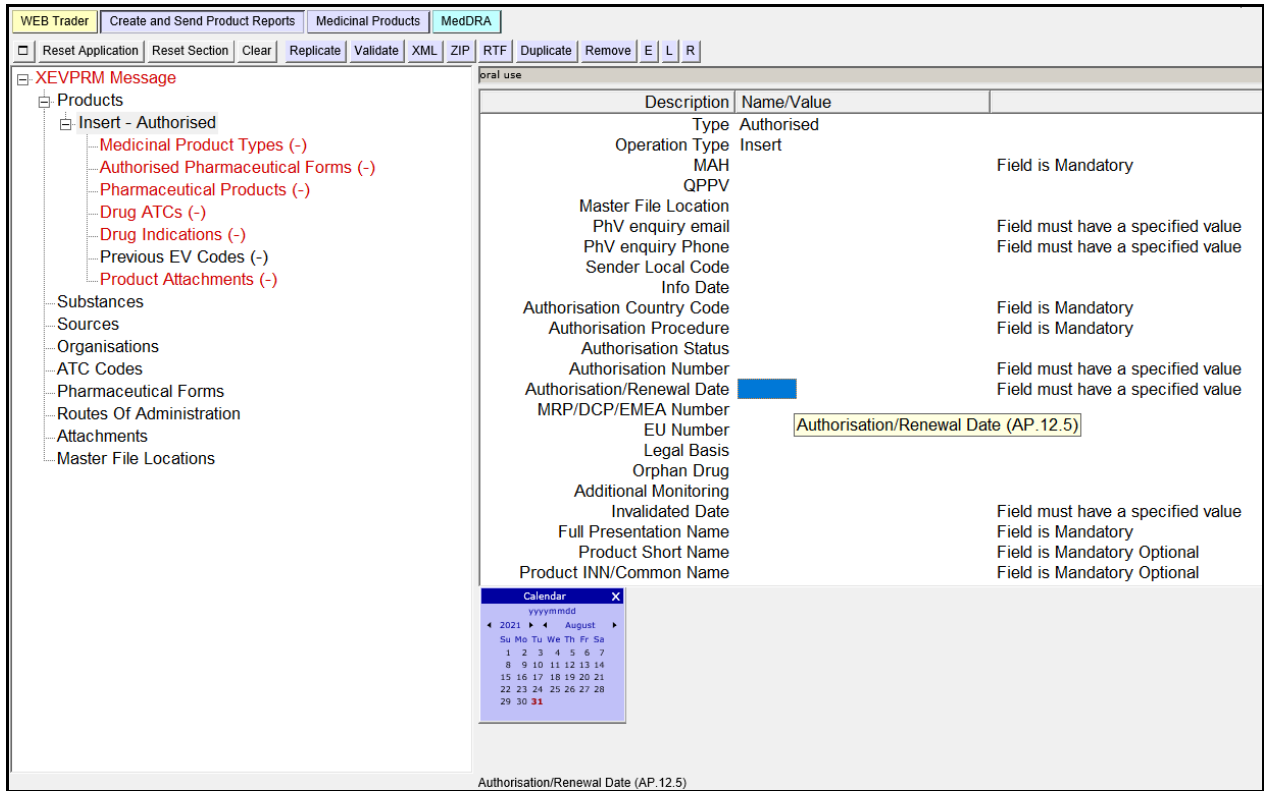 WEB Trader Create and Send Product Reports Medicinal Products MedDRA
Reset Application Reset Section Clear Replicate Validate XML ZIP RTF Duplicate Remove E L R
XEVPRM Message
Products
Insert - Authorised
Medicinal Product Types (-)
Authorised Pharmaceutical Forms (-)
Pharmaceutical Products (-)
Drug ATCs (-)
Drug Indications (-)
Previous EV Codes (-)
Product Attachments (-)
Substances
Sources
Organisations
ATC Codes
Pharmaceutical Forms
Routes Of Administration
Attachments
Master File Locations
oral use
Description Name/Value
Type Authorised
Operation Type Insert
MAH Field is Mandatory
QPPV
Master File Location
PhV enquiry email Field must have a specified value
PhV enquiry Phone Field must have a specified value
Sender Local Code
Info Date
Authorisation Country Code Field is Mandatory
Authorisation Procedure Field is Mandatory
Authorisation Status
Authorisation Number Field must have a specified value
Authorisation/Renewal Date Field must have a specified value
MRP/DCP/EMEA Number
EU Number Authorisation/Renewal Date (AP.12.5)
Legal Basis
Orphan Drug
Additional Monitoring
Invalidated Date Field must have a specified value
Full Presentation Name Field is Mandatory
Product Short Name Field is Mandatory Optional
Product INN/Common Name Field is Mandatory Optional
Calendar X
yyyymmdd
2021 August
Su Mo Tu We Th Fr Sa
1 2 3 4 5 6 7
8 9 10 11 12 13 14
15 16 17 18 19 20 21
22 23 24 25 26 27 28
29 30 31
Authorisation/Renewal Date (AP.12.5)